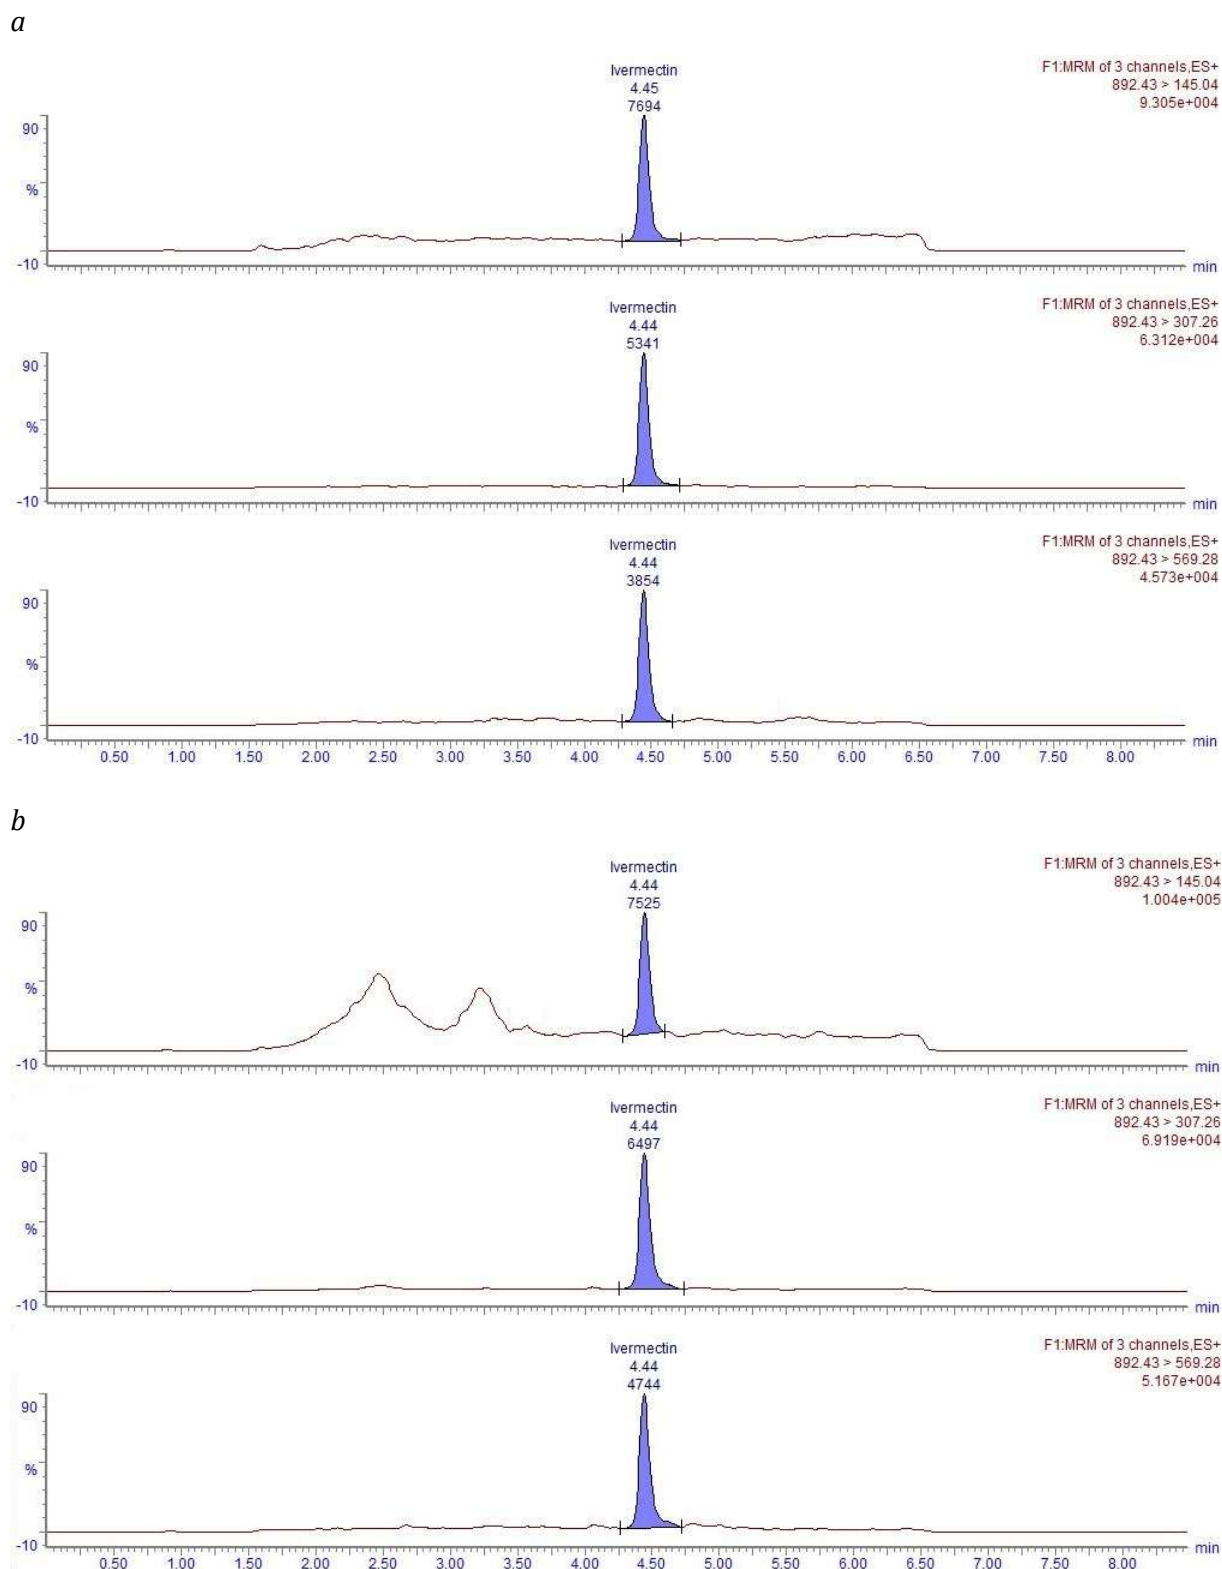 a
Ivermectin
4.45
7694
F1:MRM of 3 channels,ES+
892.43 > 145.04
9.305e+004
90
%
-10
min
Ivermectin
4.44
5341
F1:MRM of 3 channels,ES+
892.43 > 307.26
6.312e+004
90
%
-10
min
Ivermectin
4.44
3854
F1:MRM of 3 channels,ES+
892.43 > 569.28
4.573e+004
90
%
-10
min
0.50 1.00 1.50 2.00 2.50 3.00 3.50 4.00 4.50 5.00 5.50 6.00 6.50 7.00 7.50 8.00
b
Ivermectin
4.44
7525
F1:MRM of 3 channels,ES+
892.43 > 145.04
1.004e+005
90
%
-10
min
Ivermectin
4.44
6497
F1:MRM of 3 channels,ES+
892.43 > 307.26
6.919e+004
90
%
-10
min
Ivermectin
4.44
4744
F1:MRM of 3 channels,ES+
892.43 > 569.28
5.167e+004
90
%
-10
min
0.50 1.00 1.50 2.00 2.50 3.00 3.50 4.00 4.50 5.00 5.50 6.00 6.50 7.00 7.50 8.00